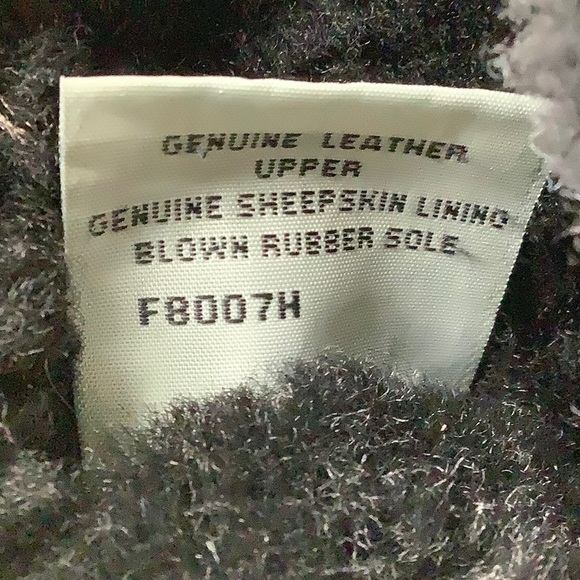 GENUINE LEATHER
UPPER
GENUINE SHEEPSKIN LINING
BLOWN RUBBER SOLE
F8007H